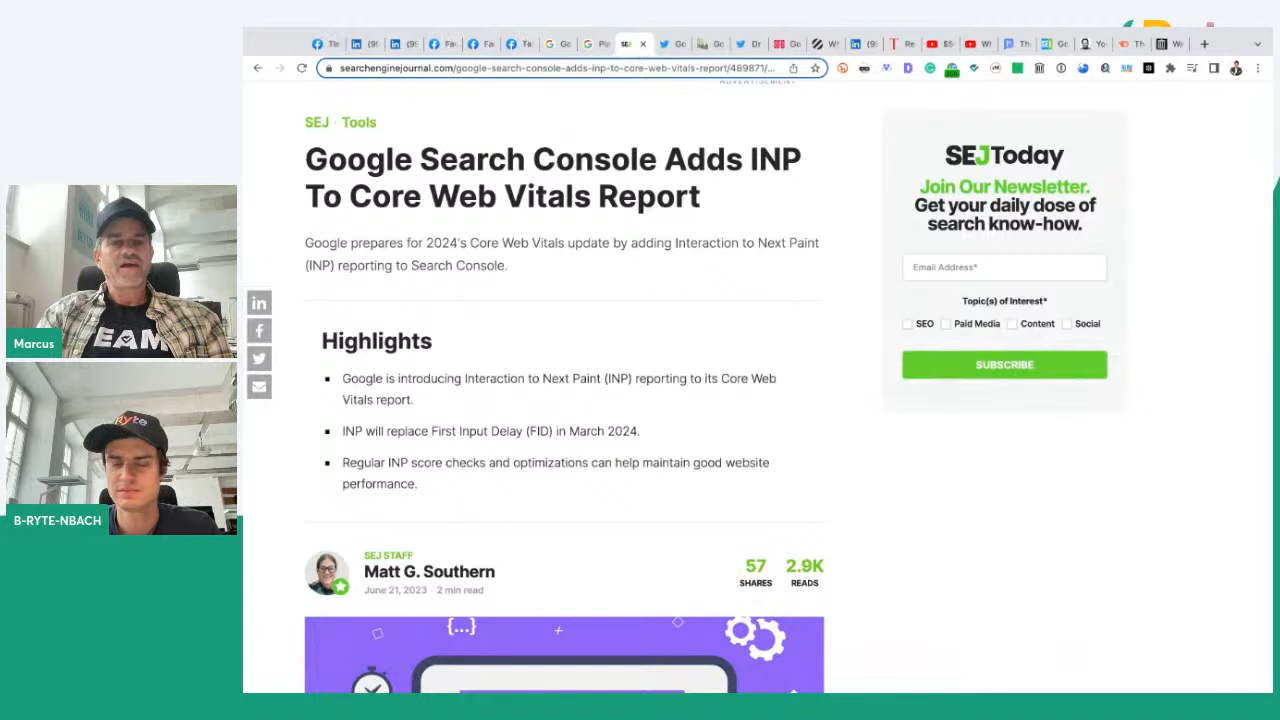 searchenginejournal.com/google-search-console-adds-inp-to-core-web-vitals-report/489871/...
ADVERTISEMENT
SEJ · Tools
Google Search Console Adds INP
To Core Web Vitals Report
Google prepares for 2024's Core Web Vitals update by adding Interaction to Next Paint
(INP) reporting to Search Console.
Highlights
Google is introducing Interaction to Next Paint (INP) reporting to its Core Web
Vitals report.
INP will replace First Input Delay (FID) in March 2024.
Regular INP score checks and optimizations can help maintain good website
performance.
SEJ STAFF
Matt G. Southern
June 21, 2023 · 2 min read
57
SHARES
2.9K
READS
{...}
SEJToday
Join Our Newsletter.
Get your daily dose of
search know-how.
Email Address*
Topic(s) of Interest*
SEO
Paid Media
Content
Social
SUBSCRIBE
TEAM
Marcus
Ryte
B-RYTE-NBACH